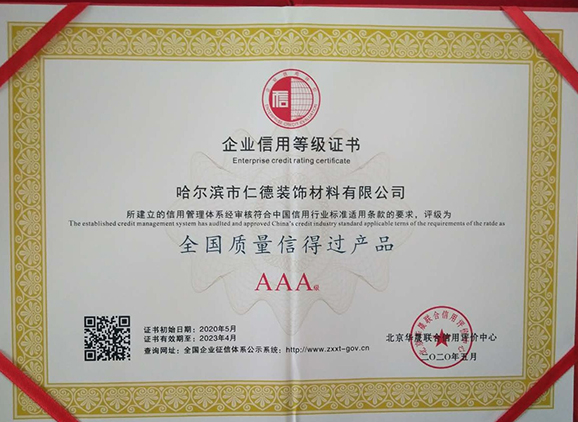 信
企业信用等级证书
Enterprise credit rating certificate
哈尔滨市仁德装饰材料有限公司
所建立的信用管理体系经审核符合中国信用行业标准适用条款的要求，评级为
The established credit management system has audited and approved China's credit industry standard applicable terms of the requirements of the ratde as
全国质量信得过产品
AAA级
证书初始日期：2020年5月
证书有效期至：2023年4月
查询网址：全国企业征信体系公示系统：http://www.zxxt-gov.cn
北京华晟联合信用评价中心
二〇二〇年五月